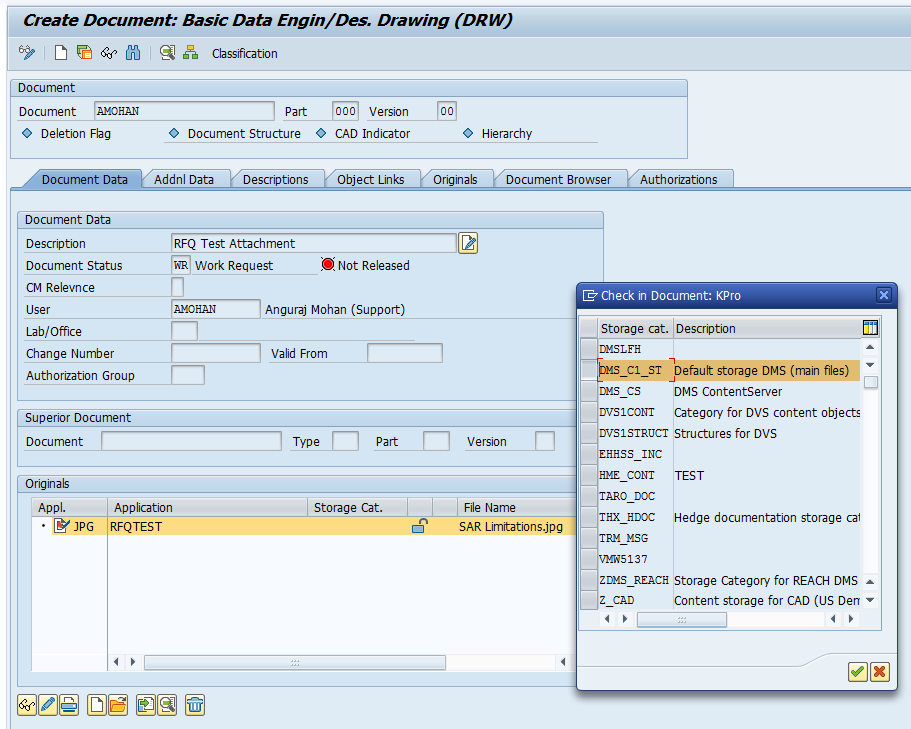 Create Document: Basic Data Engin/Des. Drawing (DRW)
Classification
Document
Document AMOHAN Part 000 Version 00
Deletion Flag Document Structure CAD Indicator Hierarchy
Document Data Addnl Data Descriptions Object Links Originals Document Browser Authorizations
Document Data
Description RFQ Test Attachment
Document Status WR Work Request Not Released
CM Relevnce
User AMOHAN Anguraj Mohan (Support)
Lab/Office
Change Number Valid From
Authorization Group
Superior Document
Document Type Part Version
Originals
Appl. Application Storage Cat. File Name
JPG RFQTEST SAR Limitations.jpg
Check in Document: KPro
Storage cat. Description
DMSLFH
DMS_C1_ST Default storage DMS (main files)
DMS_CS DMS ContentServer
DVS1CONT Category for DVS content objects
DVS1STRUCT Structures for DVS
EHHSS_INC
HME_CONT TEST
TARO_DOC
THX_HDOC Hedge documentation storage cat
TRM_MSG
VMW5137
ZDMS_REACH Storage Category for REACH DMS
Z_CAD Content storage for CAD (US Dem